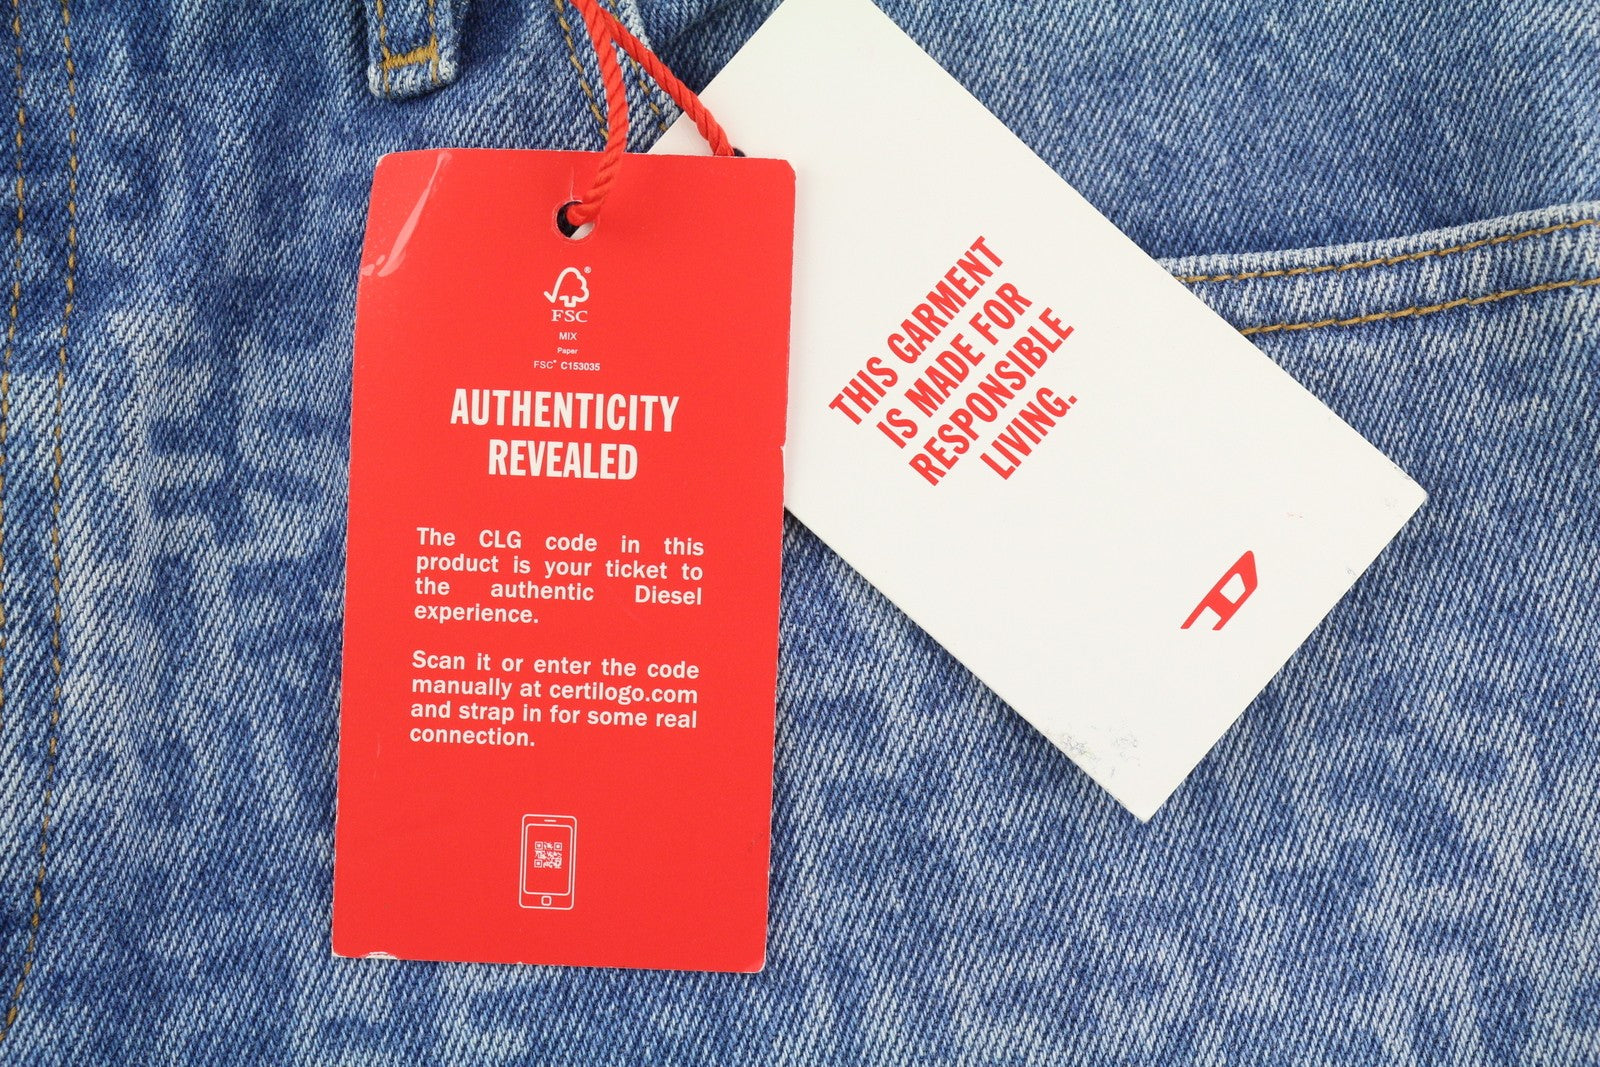 FSC
MIX
Paper
FSC® C153035
AUTHENTICITY
REVEALED
The CLG code in this
product is your ticket to
the authentic Diesel
experience.
Scan it or enter the code
manually at certilogo.com
and strap in for some real
connection.
THIS GARMENT
IS MADE FOR
RESPONSIBLE
LIVING.
D